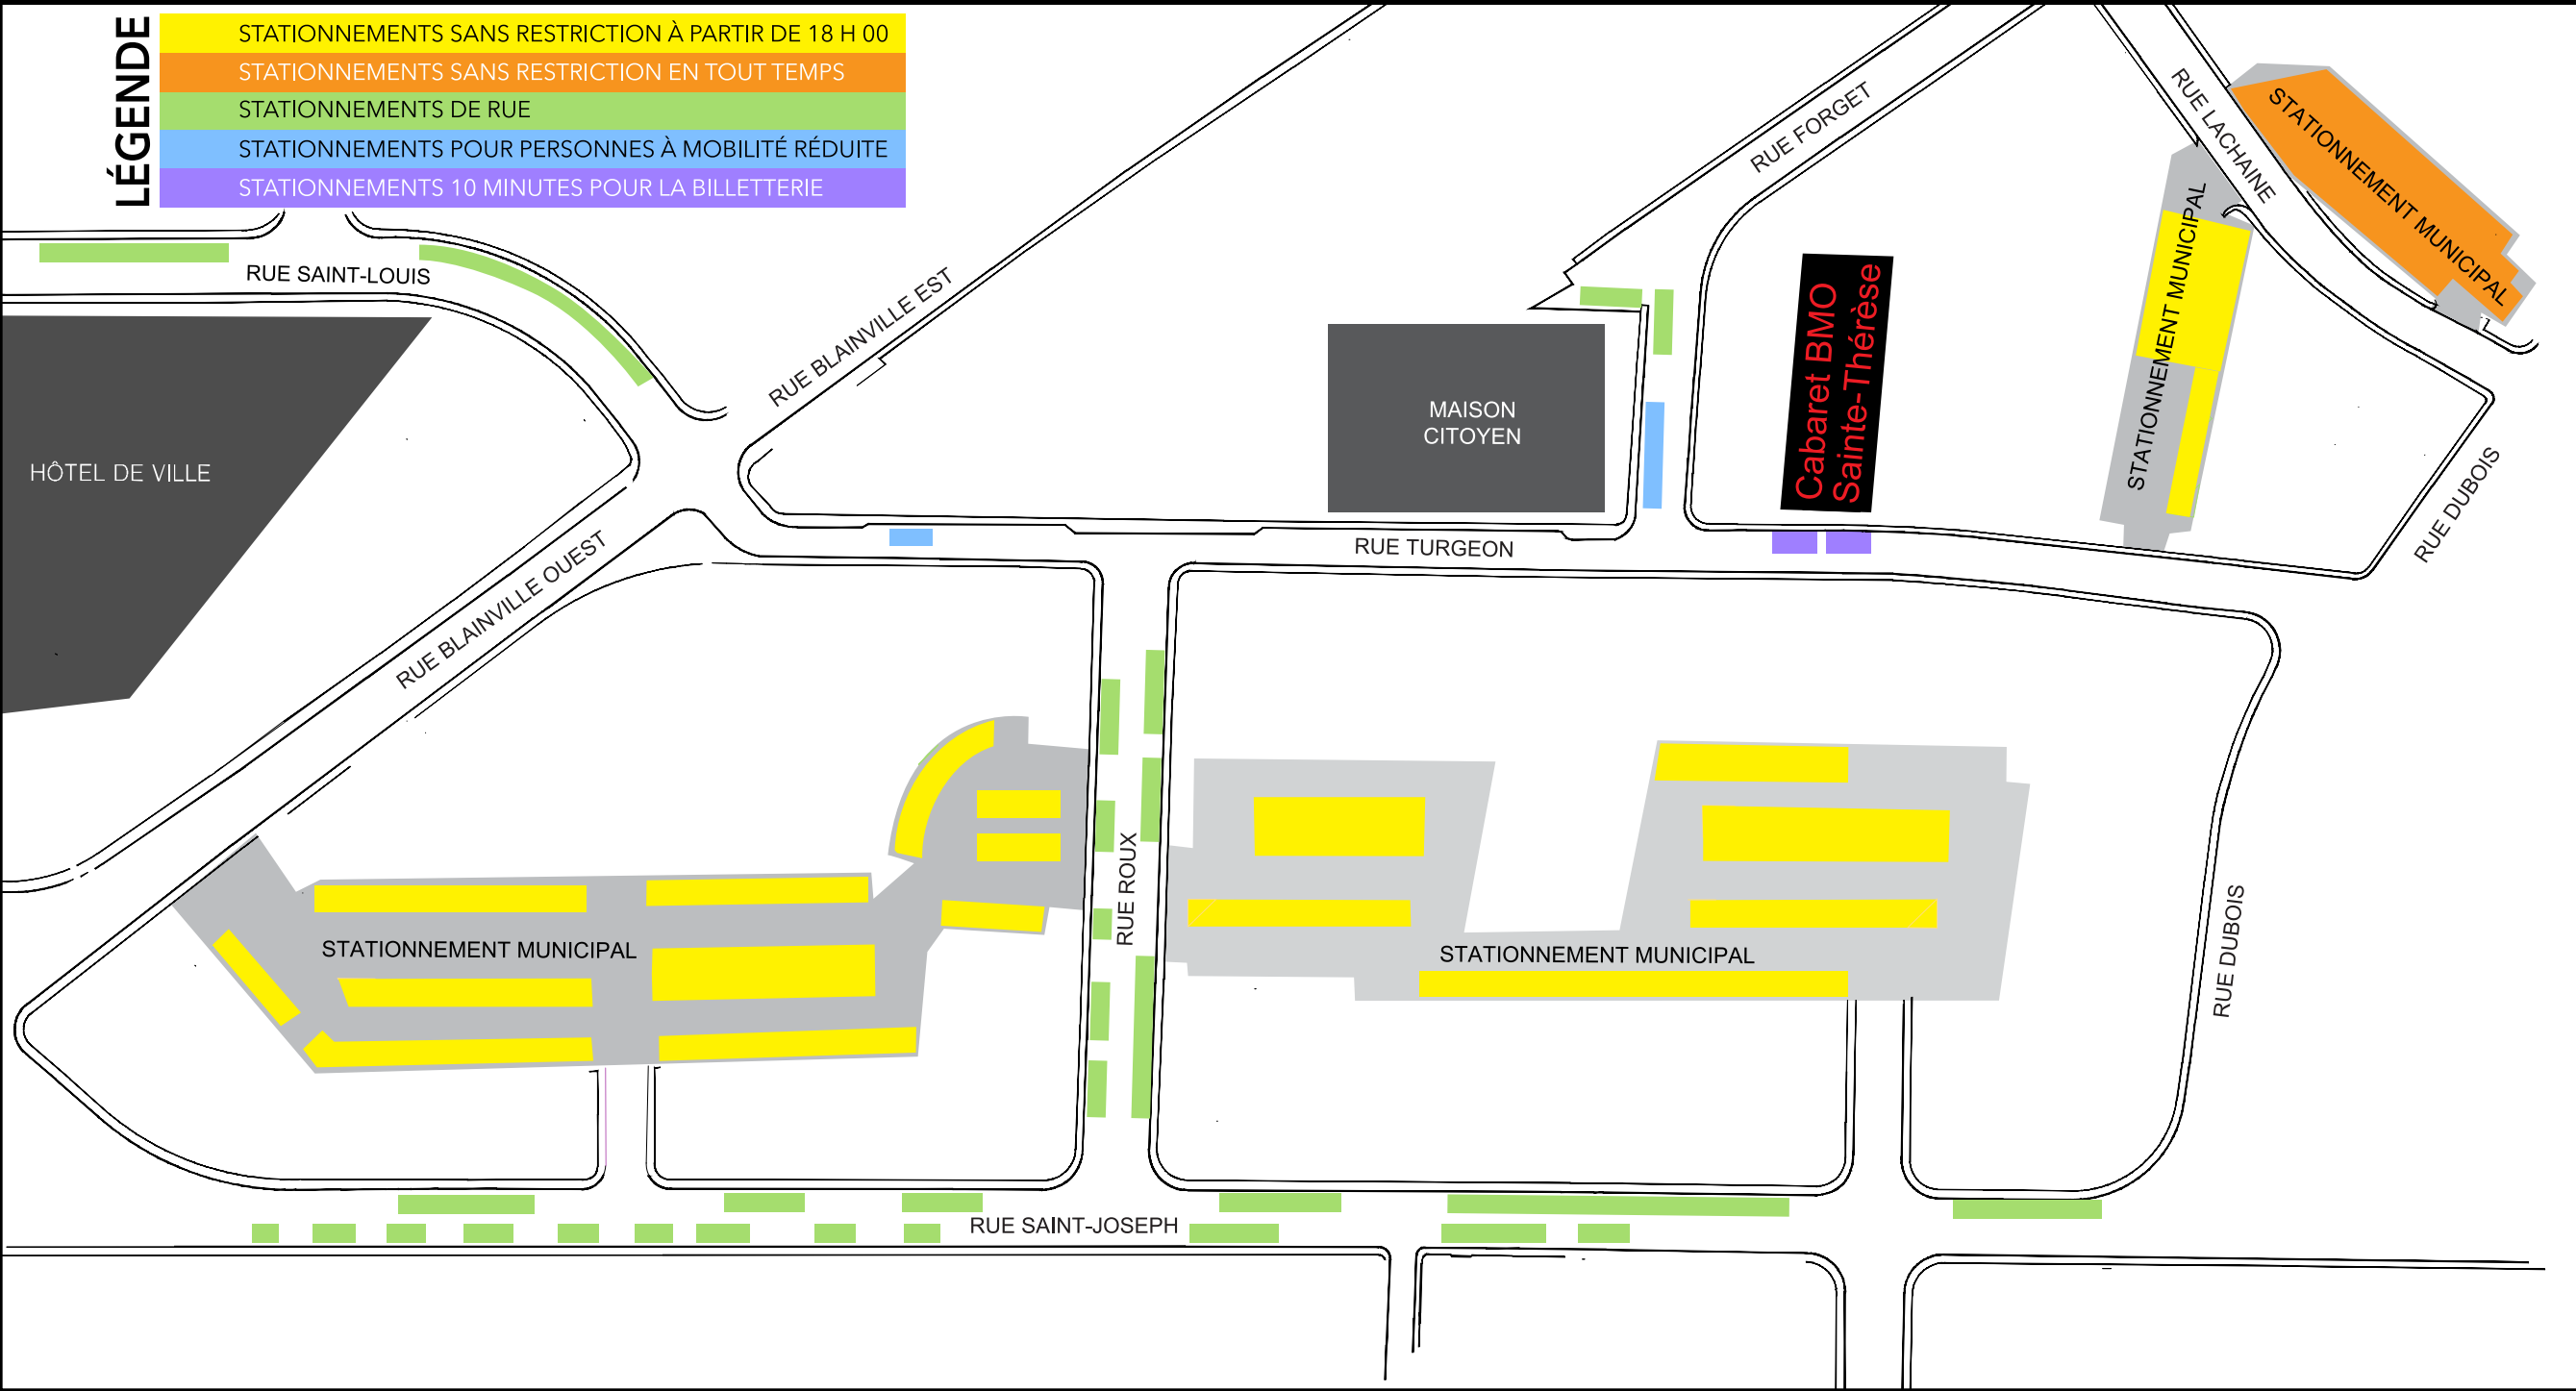 LÉGENDE
STATIONNEMENTS SANS RESTRICTION À PARTIR DE 18 H 00
STATIONNEMENTS SANS RESTRICTION EN TOUT TEMPS
STATIONNEMENTS DE RUE
STATIONNEMENTS POUR PERSONNES À MOBILITÉ RÉDUITE
STATIONNEMENTS 10 MINUTES POUR LA BILLETTERIE
RUE SAINT-LOUIS
HÔTEL DE VILLE
RUE BLAINVILLE EST
RUE BLAINVILLE OUEST
RUE FORGET
MAISON
CITOYEN
Cabaret BMO
Sainte-Thérèse
RUE LACHAINE
STATIONNEMENT MUNICIPAL
STATIONNEMENT MUNICIPAL
RUE DUBOIS
RUE TURGEON
RUE ROUX
STATIONNEMENT MUNICIPAL
STATIONNEMENT MUNICIPAL
RUE DUBOIS
RUE SAINT-JOSEPH